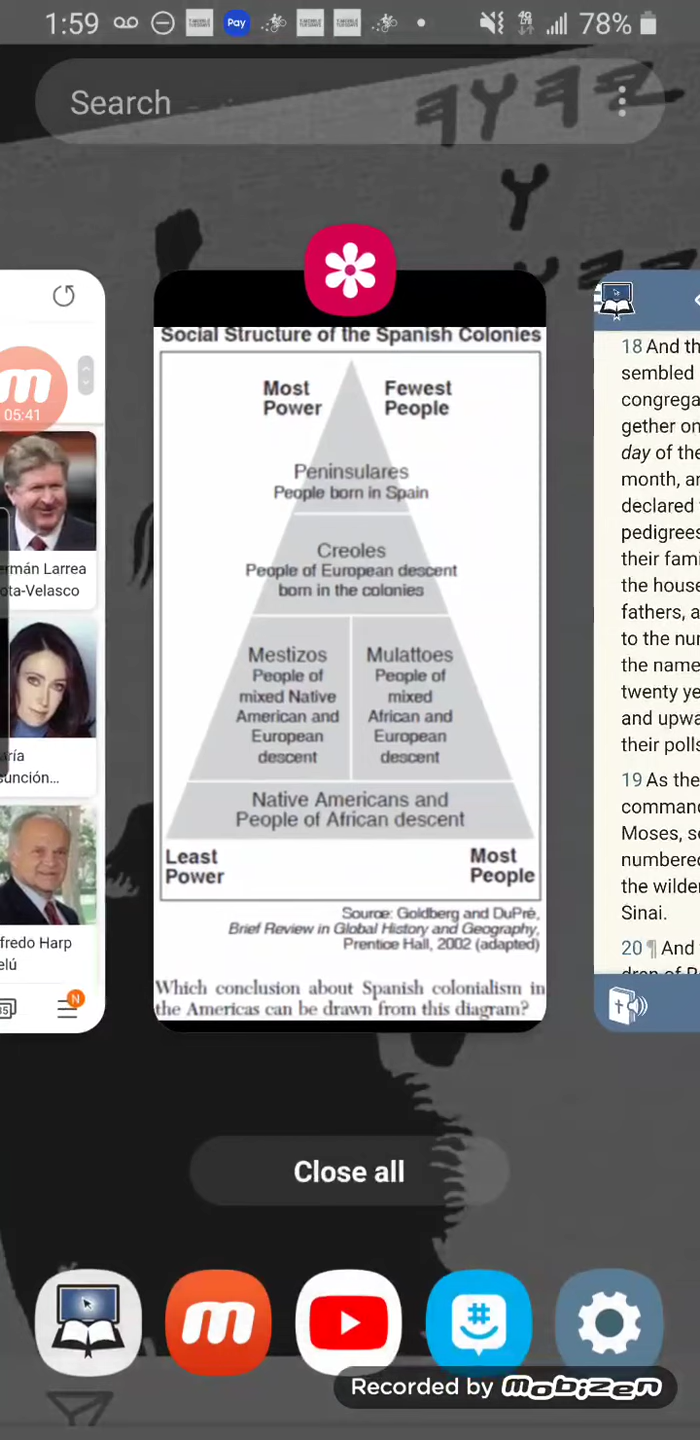 1:59
Pay
4G
78%
Search
05:41
Social Structure of the Spanish Colonies
Most Power
Fewest People
Peninsulares
People born in Spain
Creoles
People of European descent
born in the colonies
Mestizos
People of
mixed Native
American and
European
descent
Mulattoes
People of
mixed
African and
European
descent
Native Americans and
People of African descent
Least Power
Most People
Source: Goldberg and DuPré,
Brief Review in Global History and Geography,
Prentice Hall, 2002 (adapted)
Which conclusion about Spanish colonialism in
the Americas can be drawn from this diagram?
ermán Larrea
ota-Velasco
aría
sunción...
fredo Harp
elú
N
18 And th
sembled
congrega
gether on
day of the
month, an
declared
pedigrees
their fami
the house
fathers, a
to the nu
the name
twenty ye
and upwa
their polls
19 As the
comman
Moses, s
numbered
the wilder
Sinai.
20 ¶ And
Close all
Recorded by mobizen